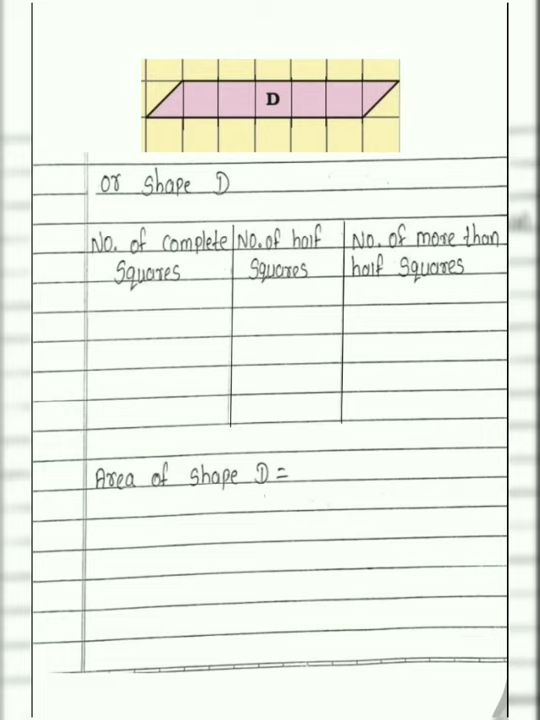 D
or shape D
No. of complete Squares
No. of half Squares
No. of more than half Squares
Area of shape D =